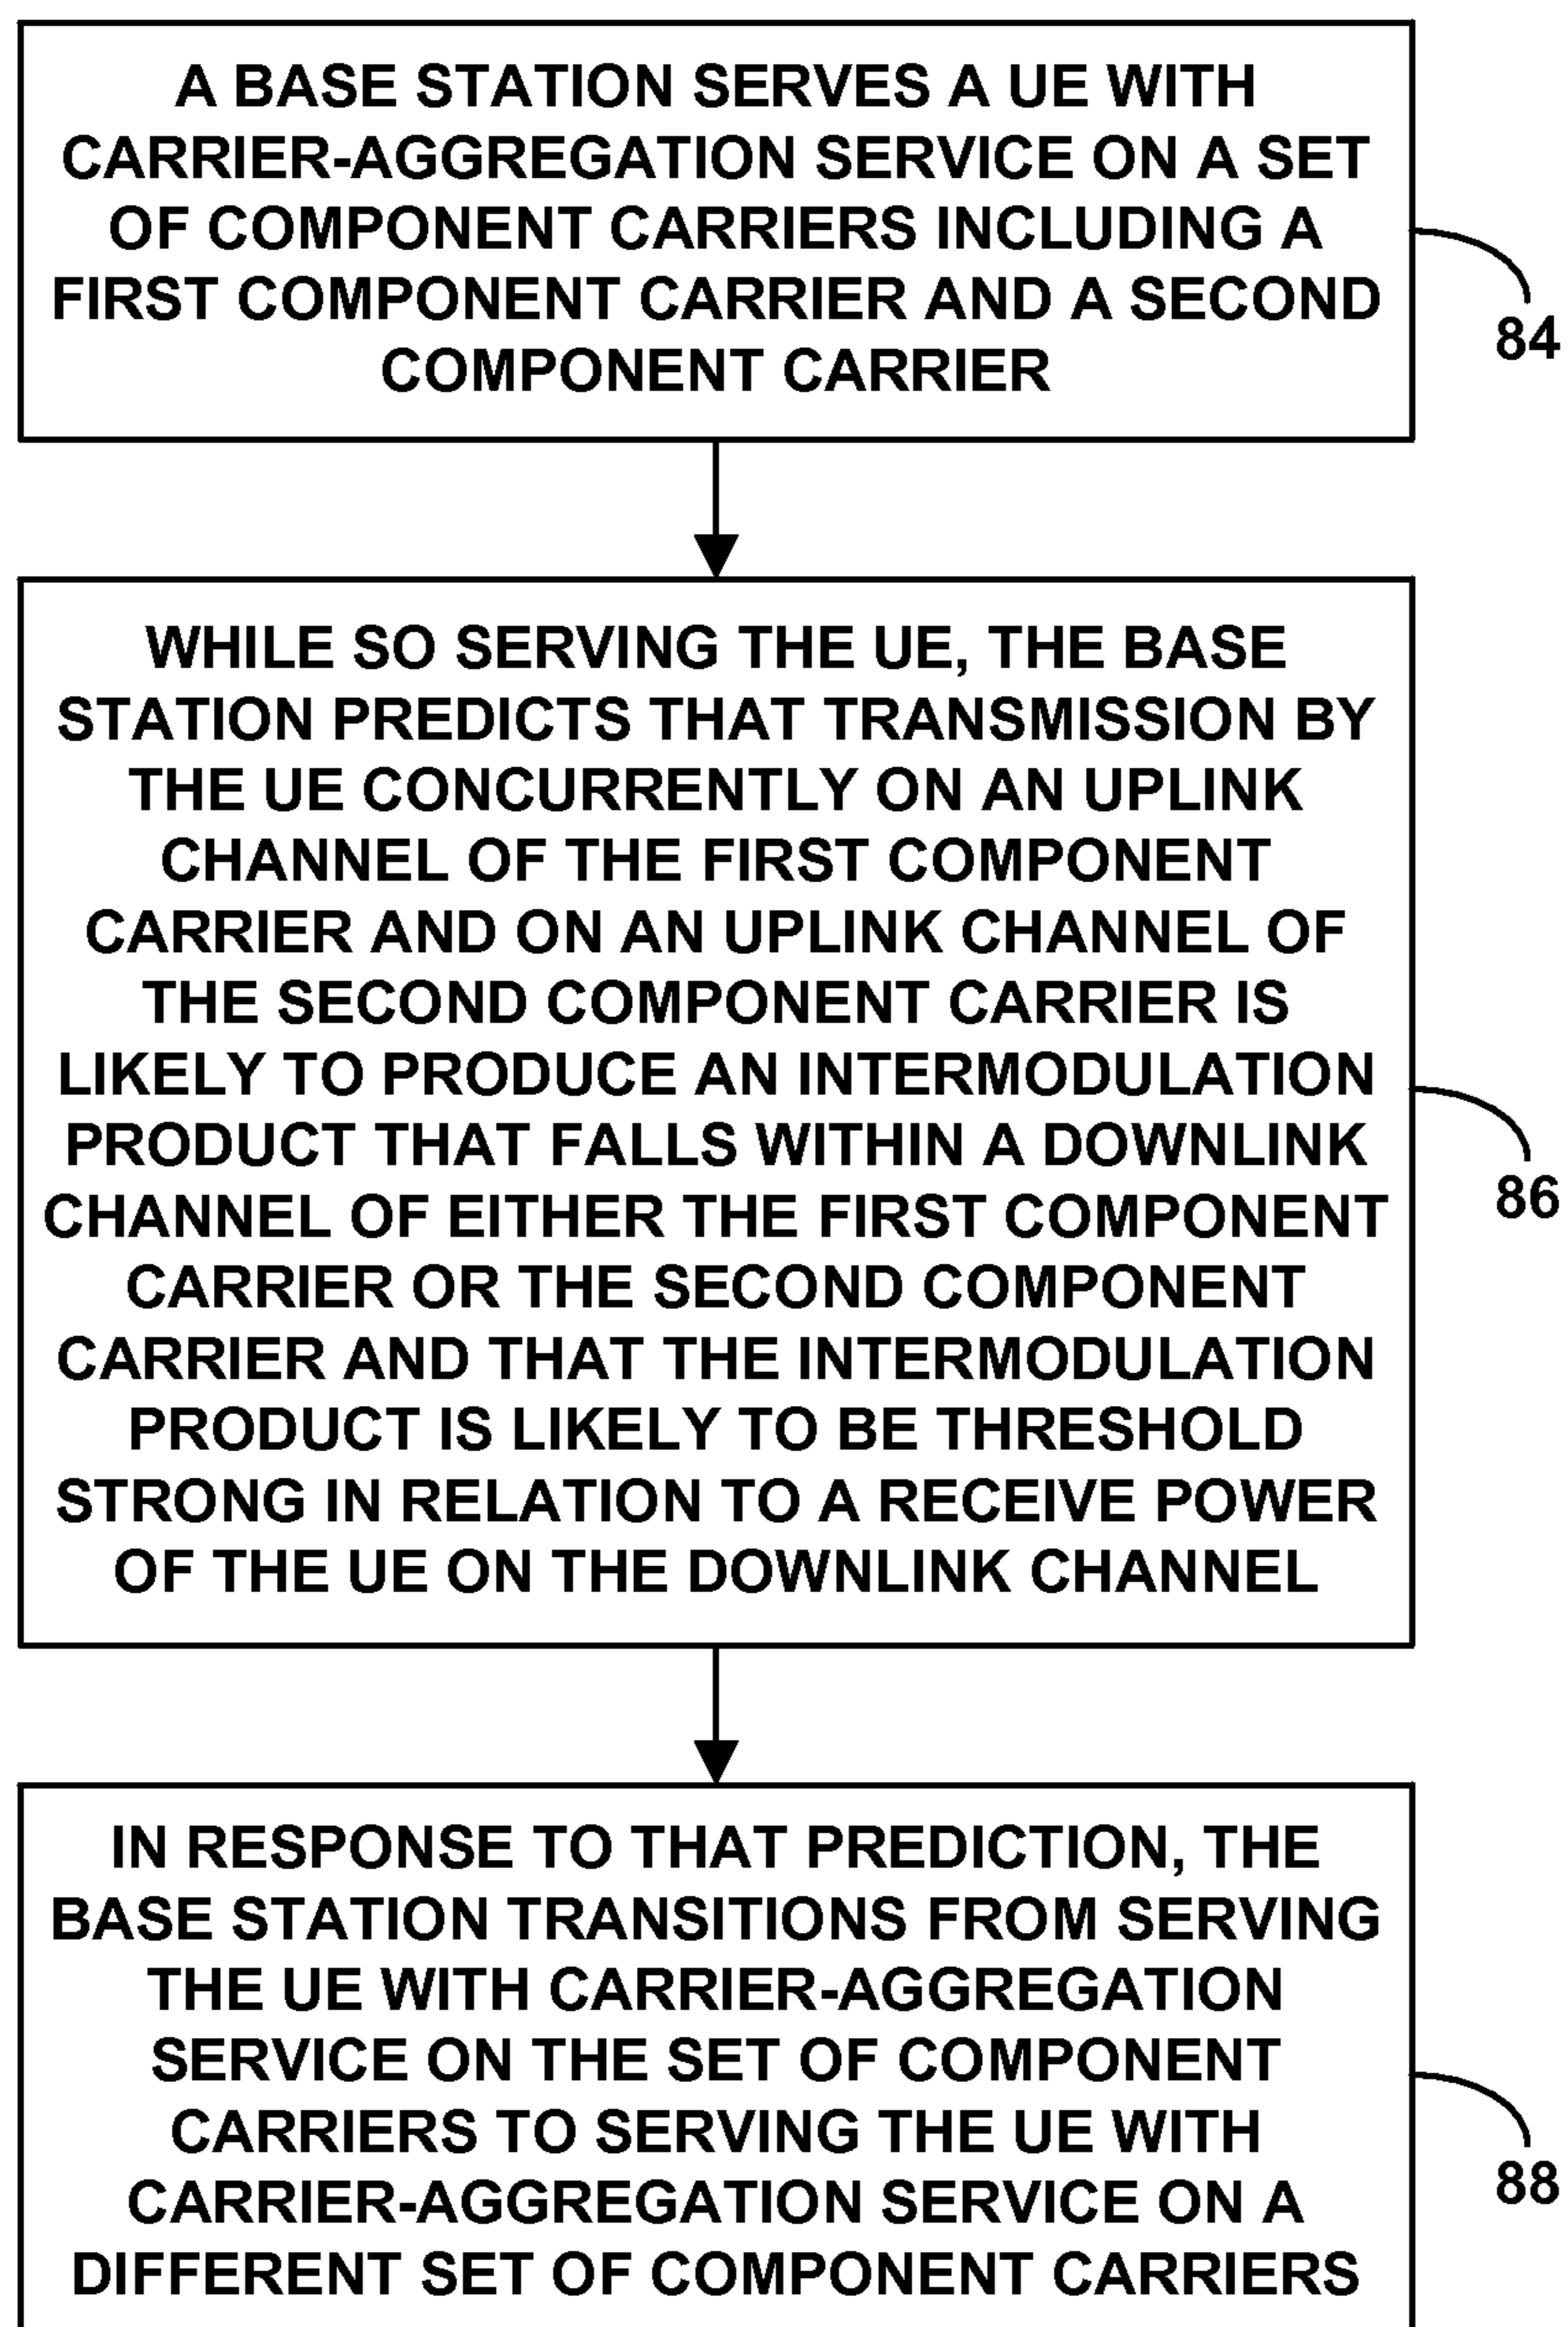 A BASE STATION SERVES A UE WITH
CARRIER-AGGREGATION SERVICE ON A SET
OF COMPONENT CARRIERS INCLUDING A
FIRST COMPONENT CARRIER AND A SECOND
COMPONENT CARRIER
84
WHILE SO SERVING THE UE, THE BASE
STATION PREDICTS THAT TRANSMISSION BY
THE UE CONCURRENTLY ON AN UPLINK
CHANNEL OF THE FIRST COMPONENT
CARRIER AND ON AN UPLINK CHANNEL OF
THE SECOND COMPONENT CARRIER IS
LIKELY TO PRODUCE AN INTERMODULATION
PRODUCT THAT FALLS WITHIN A DOWNLINK
CHANNEL OF EITHER THE FIRST COMPONENT
CARRIER OR THE SECOND COMPONENT
CARRIER AND THAT THE INTERMODULATION
PRODUCT IS LIKELY TO BE THRESHOLD
STRONG IN RELATION TO A RECEIVE POWER
OF THE UE ON THE DOWNLINK CHANNEL
86
IN RESPONSE TO THAT PREDICTION, THE
BASE STATION TRANSITIONS FROM SERVING
THE UE WITH CARRIER-AGGREGATION
SERVICE ON THE SET OF COMPONENT
CARRIERS TO SERVING THE UE WITH
CARRIER-AGGREGATION SERVICE ON A
DIFFERENT SET OF COMPONENT CARRIERS
88